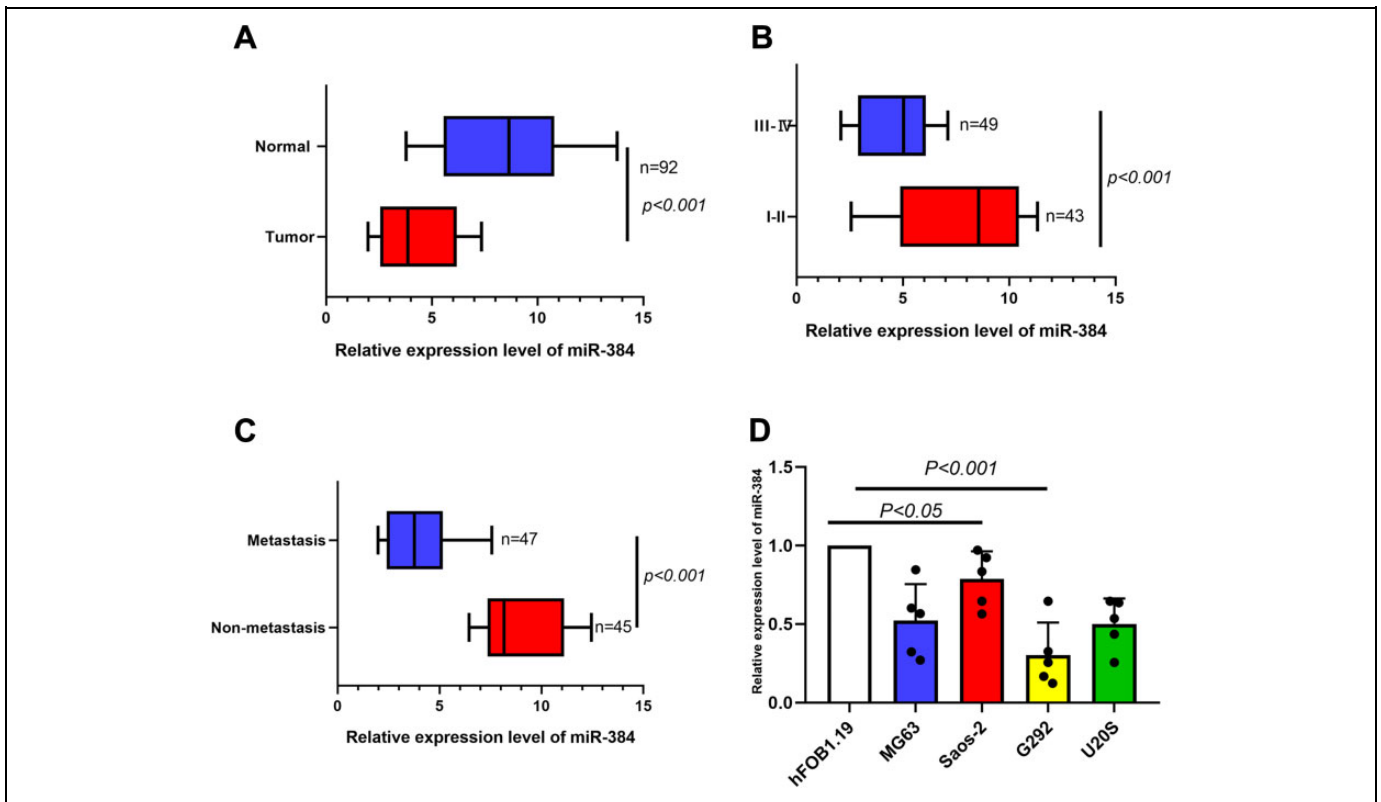 A
Normal
n=92
p<0.001
Tumor
0 5 10 15
Relative expression level of miR-384
B
III-Ⅳ
n=49
p<0.001
I-II
n=43
0 5 10 15
Relative expression level of miR-384
C
Metastasis
n=47
p<0.001
Non-metastasis
n=45
0 5 10 15
Relative expression level of miR-384
D
Relative expression level of miR-384
1.5
1.0
0.5
0.0
P<0.001
P<0.05
hFOB1.19
MG63
Saos-2
G292
U20S